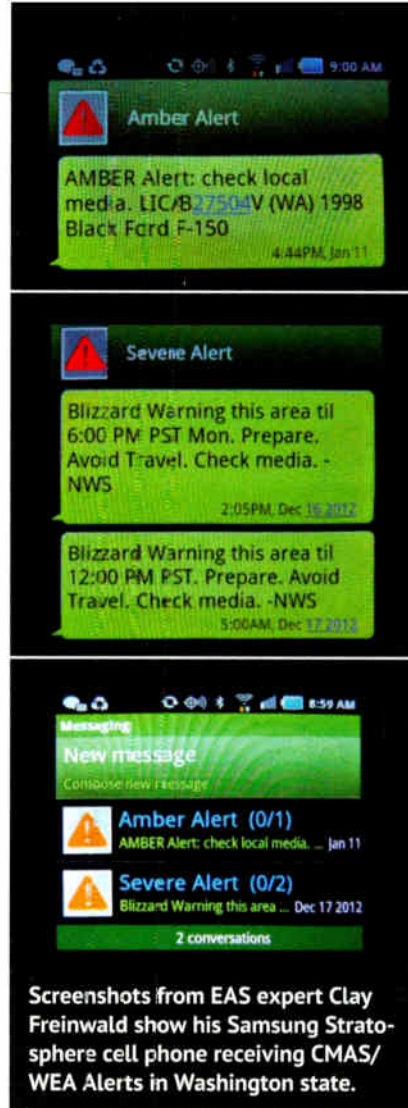 9:00 AM
Amber Alert
AMBER Alert: check local
media. LIC/B27504V (WA) 1998
Black Ford F-150
4:44PM, Jan 11
Severe Alert
Blizzard Warning this area til
6:00 PM PST Mon. Prepare.
Avoid Travel. Check media. -
NWS
2:05PM, Dec 16 2012
Blizzard Warning this area til
12:00 PM PST. Prepare. Avoid
Travel. Check media. -NWS
5:00AM, Dec 17 2012
8:59 AM
Messaging
New message
Compose new message
Amber Alert (0/1)
AMBER Alert: check local media. ... Jan 11
Severe Alert (0/2)
Blizzard Warning this area ... Dec 17 2012
2 conversations
Screenshots from EAS expert Clay
Freinwald show his Samsung Strato-
sphere cell phone receiving CMAS/
WEA Alerts in Washington state.